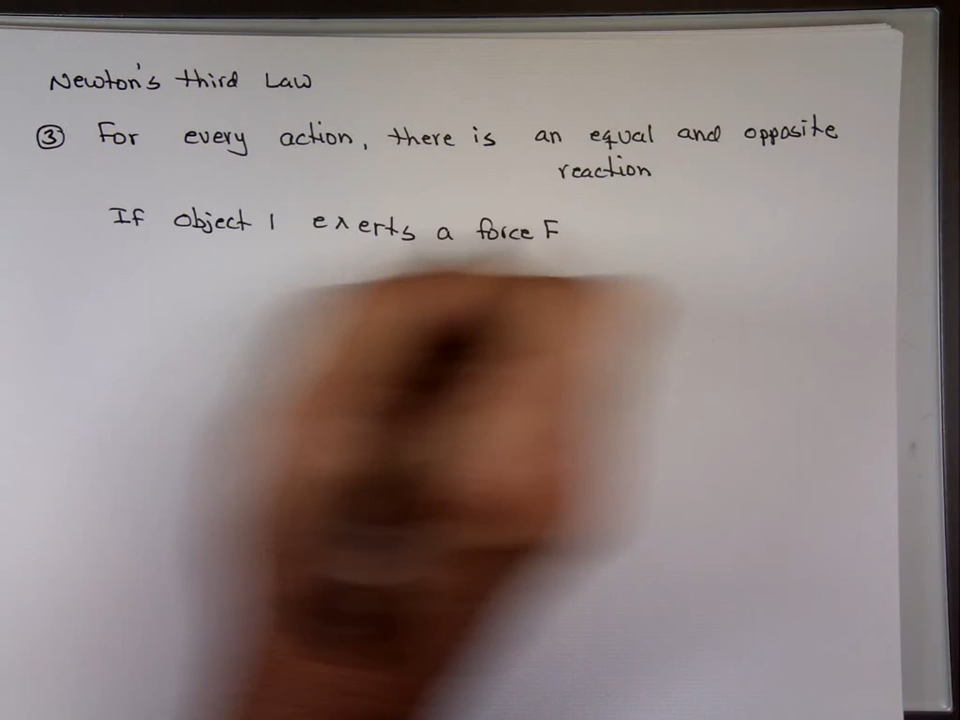 Newton's third Law
③ For every action, there is an equal and opposite
reaction
If object 1 exerts a force F